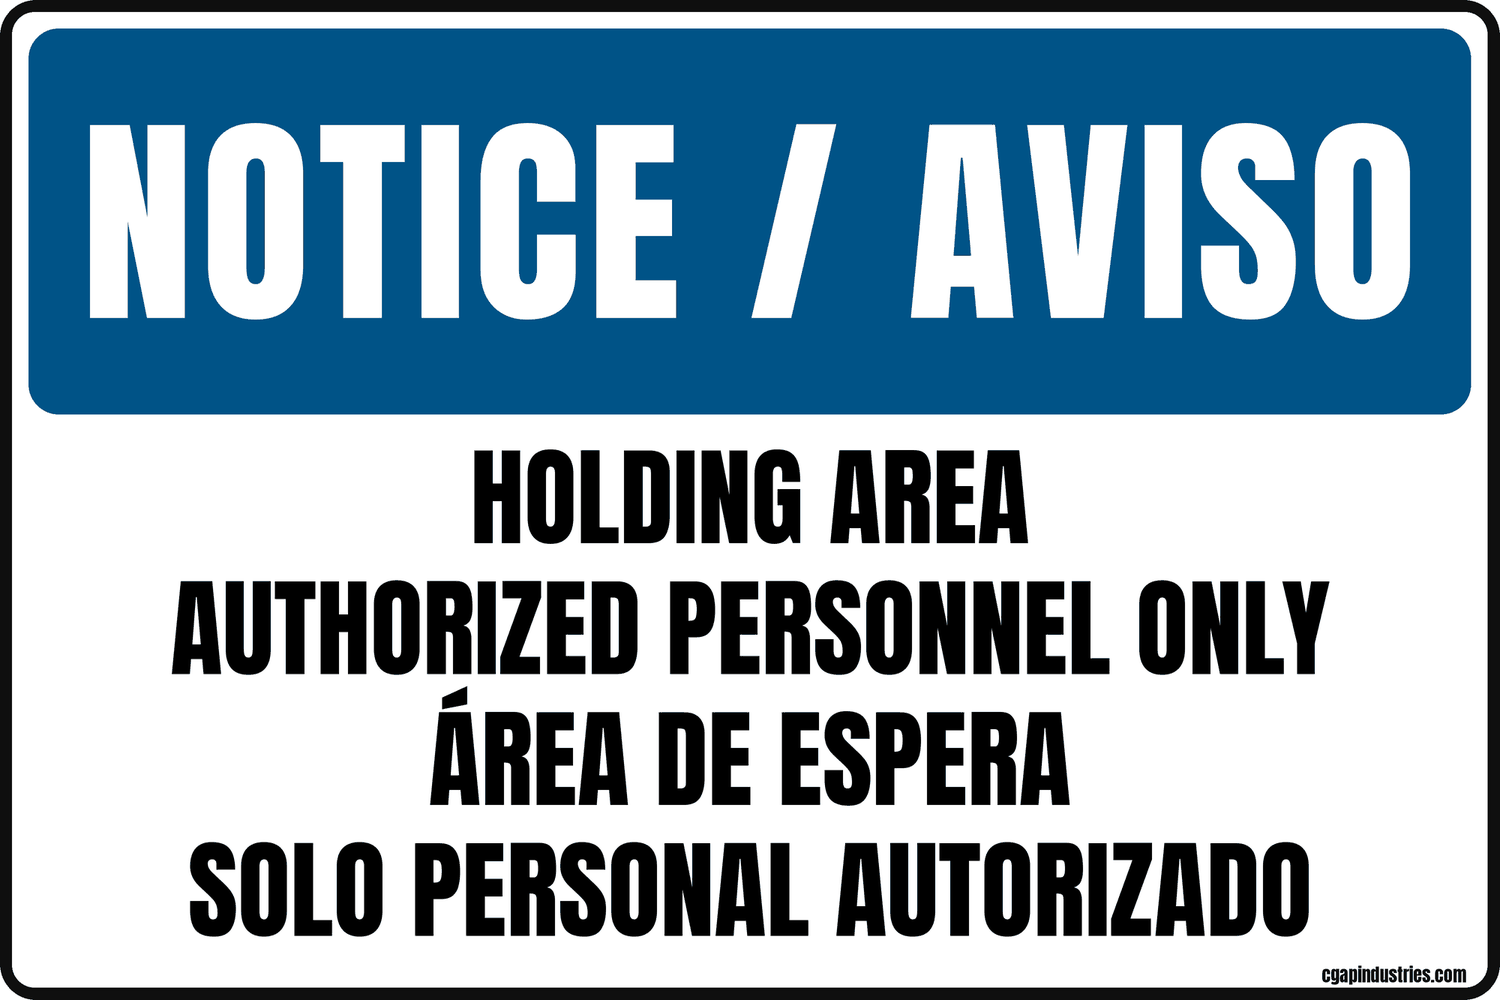 NOTICE / AVISO
HOLDING AREA
AUTHORIZED PERSONNEL ONLY
ÁREA DE ESPERA
SOLO PERSONAL AUTORIZADO
cgapindustries.com